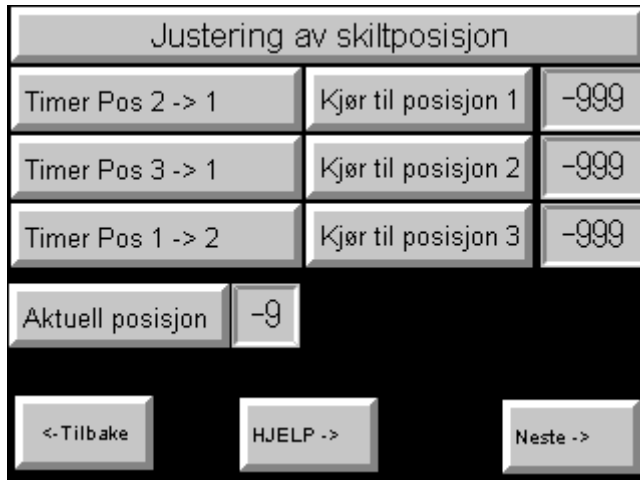 Justering av skiltposisjon
Timer Pos 2 -> 1 Kjør til posisjon 1 -999
Timer Pos 3 -> 1 Kjør til posisjon 2 -999
Timer Pos 1 -> 2 Kjør til posisjon 3 -999
Aktuell posisjon -9
<-Tilbake HJELP -> Neste ->